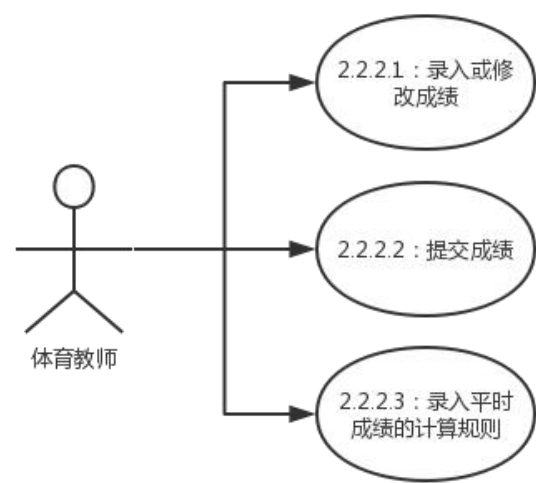 2.2.2.1：录入或修
改成绩
2.2.2.2：提交成绩
体育教师
2.2.2.3：录入平时
成绩的计算规则